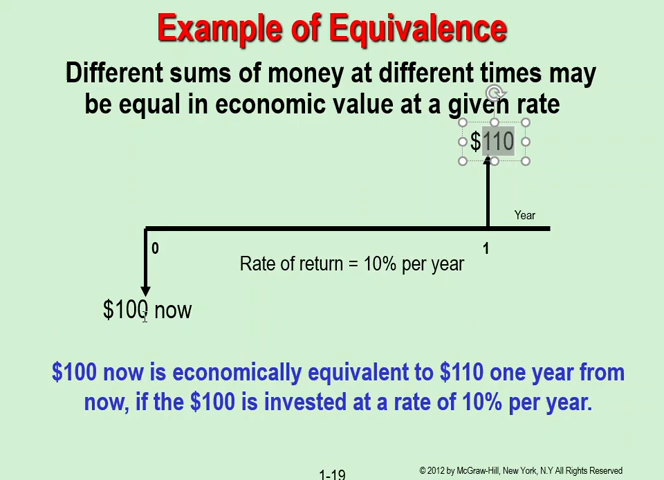 Example of Equivalence
Different sums of money at different times may
be equal in economic value at a given rate
$110
Year
0
1
Rate of return = 10% per year
$100 now
$100 now is economically equivalent to $110 one year from
now, if the $100 is invested at a rate of 10% per year.
1-19
© 2012 by McGraw-Hill, New York, N.Y All Rights Reserved